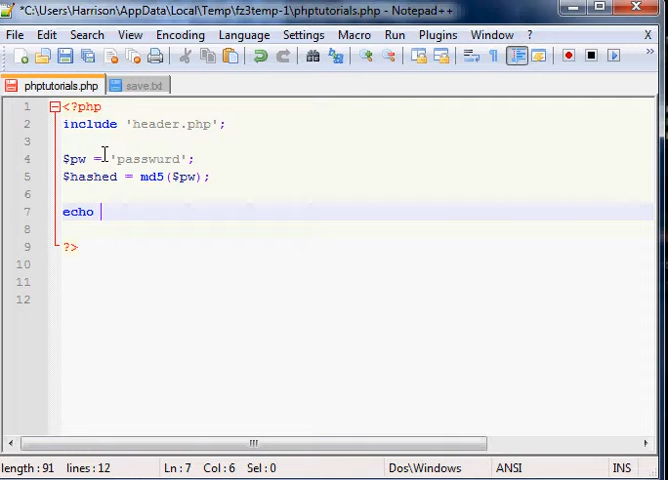 *C:\Users\Harrison\AppData\Local\Temp\fz3temp-1\phptutorials.php - Notepad++
File Edit Search View Encoding Language Settings Macro Run Plugins Window ? X
phptutorials.php save.txt
1 <?php
2 include 'header.php';
3
4 $pw = 'passwurd';
5 $hashed = md5($pw);
6
7 echo
8
9 ?>
10
11
12
length : 91 lines : 12 Ln : 7 Col : 6 Sel : 0 Dos\Windows ANSI INS